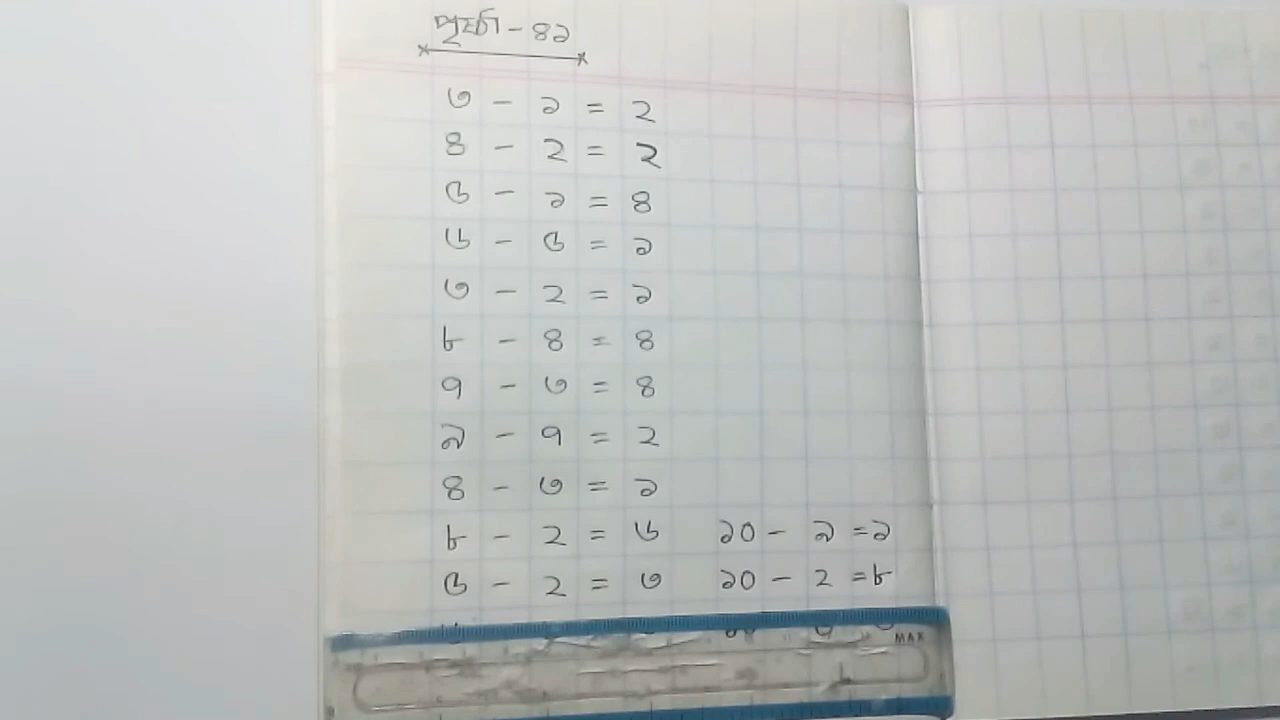 পৃষ্ঠা - ৪১
৩ - ১ = ২
৪ - ২ = ২
৫ - ১ = ৪
৬ - ৫ = ১
৩ - ২ = ১
৮ - ৪ = ৪
৭ - ৩ = ৪
৯ - ৭ = ২
৪ - ৩ = ১
৮ - ২ = ৬ ১০ - ৯ = ১
৫ - ২ = ৩ ১০ - ২ = ৮
MAX